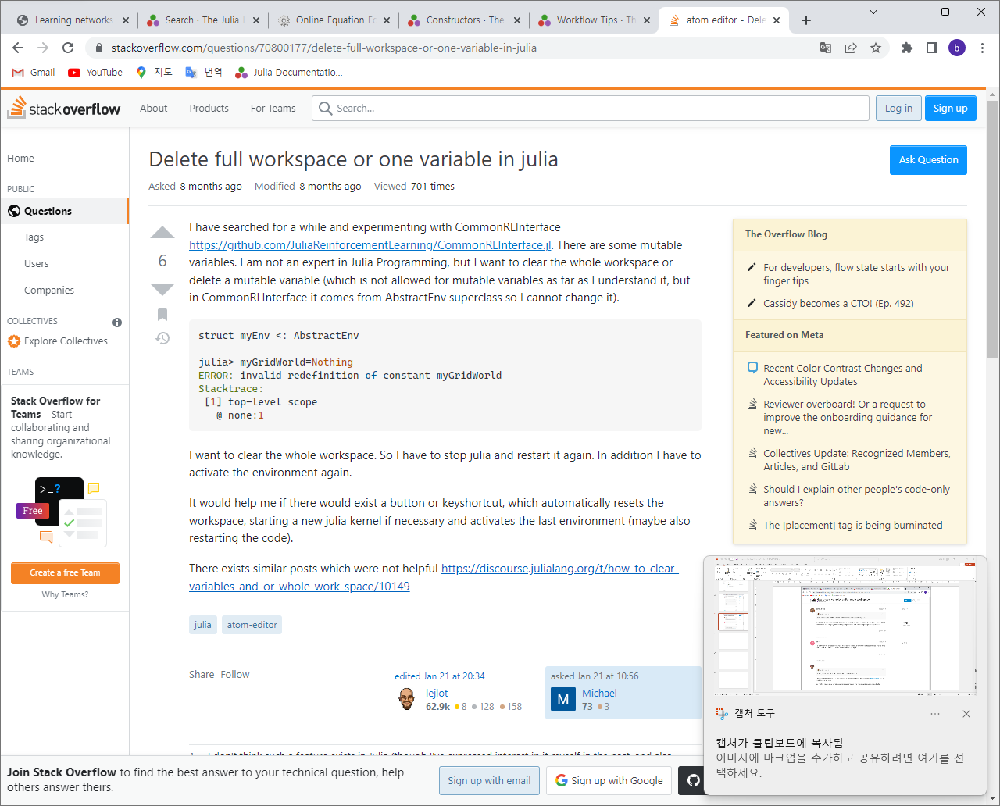 Learning networks
Search · The Julia L
Online Equation Ed
Constructors · The
Workflow Tips · Th
atom editor - Dele
stackoverflow.com/questions/70800177/delete-full-workspace-or-one-variable-in-julia
b
Gmail
YouTube
지도
번역
Julia Documentatio...
stackoverflow
About
Products
For Teams
Search...
Log in
Sign up
Home
PUBLIC
Questions
Tags
Users
Companies
COLLECTIVES
Explore Collectives
TEAMS
Stack Overflow for
Teams – Start
collaborating and
sharing organizational
knowledge.
>_?
Free
Create a free Team
Why Teams?
Delete full workspace or one variable in julia
Ask Question
Asked 8 months ago Modified 8 months ago Viewed 701 times
6
I have searched for a while and experimenting with CommonRLInterface
https://github.com/JuliaReinforcementLearning/CommonRLInterface.jl. There are some mutable
variables. I am not an expert in Julia Programming, but I want to clear the whole workspace or
delete a mutable variable (which is not allowed for mutable variables as far as I understand it, but
in CommonRLInterface it comes from AbstractEnv superclass so I cannot change it).
struct myEnv <: AbstractEnv
julia> myGridWorld=Nothing
ERROR: invalid redefinition of constant myGridWorld
Stacktrace:
[1] top-level scope
@ none:1
I want to clear the whole workspace. So I have to stop julia and restart it again. In addition I have to
activate the environment again.
It would help me if there would exist a button or keyshortcut, which automatically resets the
workspace, starting a new julia kernel if necessary and activates the last environment (maybe also
restarting the code).
There exists similar posts which were not helpful https://discourse.julialang.org/t/how-to-clear-
variables-and-or-whole-work-space/10149
julia
atom-editor
Share Follow
edited Jan 21 at 20:34
lejlot
62.9k 8 128 158
asked Jan 21 at 10:56
M
Michael
73 3
The Overflow Blog
For developers, flow state starts with your
finger tips
Cassidy becomes a CTO! (Ep. 492)
Featured on Meta
Recent Color Contrast Changes and
Accessibility Updates
Reviewer overboard! Or a request to
improve the onboarding guidance for
new...
Collectives Update: Recognized Members,
Articles, and GitLab
Should I explain other people's code-only
answers?
The [placement] tag is being burninated
캡처 도구
캡처가 클립보드에 복사됨
이미지에 마크업을 추가하고 공유하려면 여기를 선
택하세요.
1 I don't think such a feature exists in Julia (though I've expressed interest in it myself in the past, and also
Join Stack Overflow to find the best answer to your technical question, help
others answer theirs.
Sign up with email
Sign up with Google